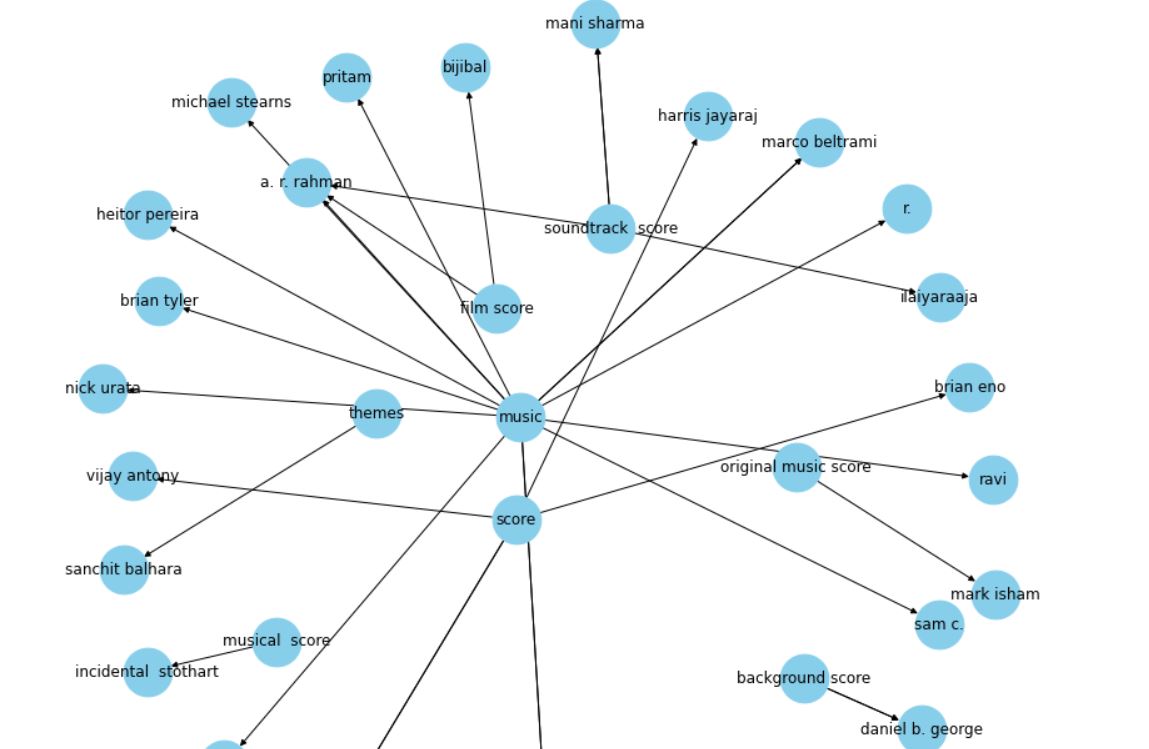 mani sharma
bijibal
pritam
michael stearns
harris jayaraj
marco beltrami
a. r. rahman
r.
heitor pereira
soundtrack  score
ilaiyaraaja
brian tyler
film score
brian eno
nick urata
themes
music
original music score
vijay antony
ravi
score
sanchit balhara
mark isham
sam c.
musical  score
incidental  stothart
background score
daniel b. george